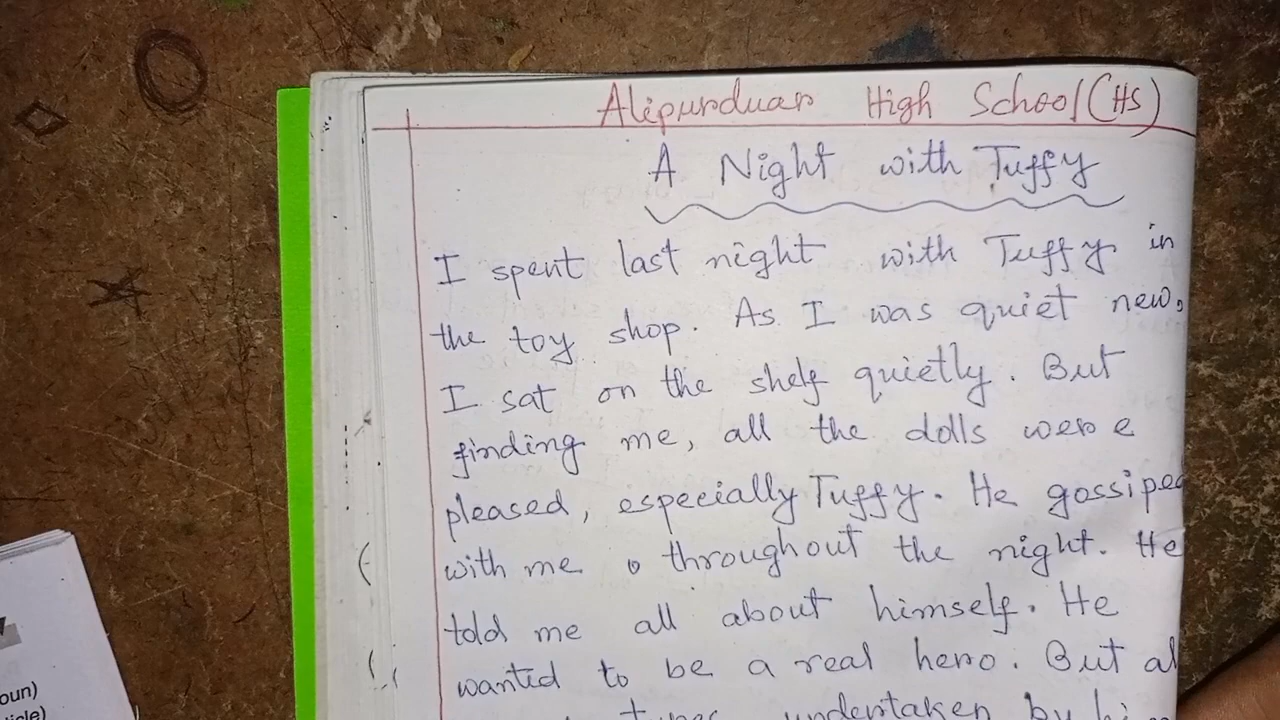 Alipurduar High School(HS)
A Night with Tuffy
I spent last night with Tuffy in
the toy shop. As I was quiet new,
I sat on the shelf quietly. But
finding me, all the dolls were
pleased, especially Tuffy. He gossiped
with me throughout the night. He
told me all about himself. He
wanted to be a real hero. But al
undertaken by hi
oun)
icle)